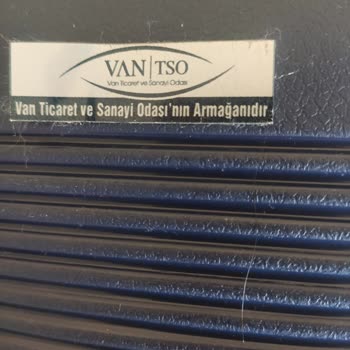 VAN|TSO
Van Ticaret ve Sanayi Odası
Van Ticaret ve Sanayi Odası'nın Armağanıdır